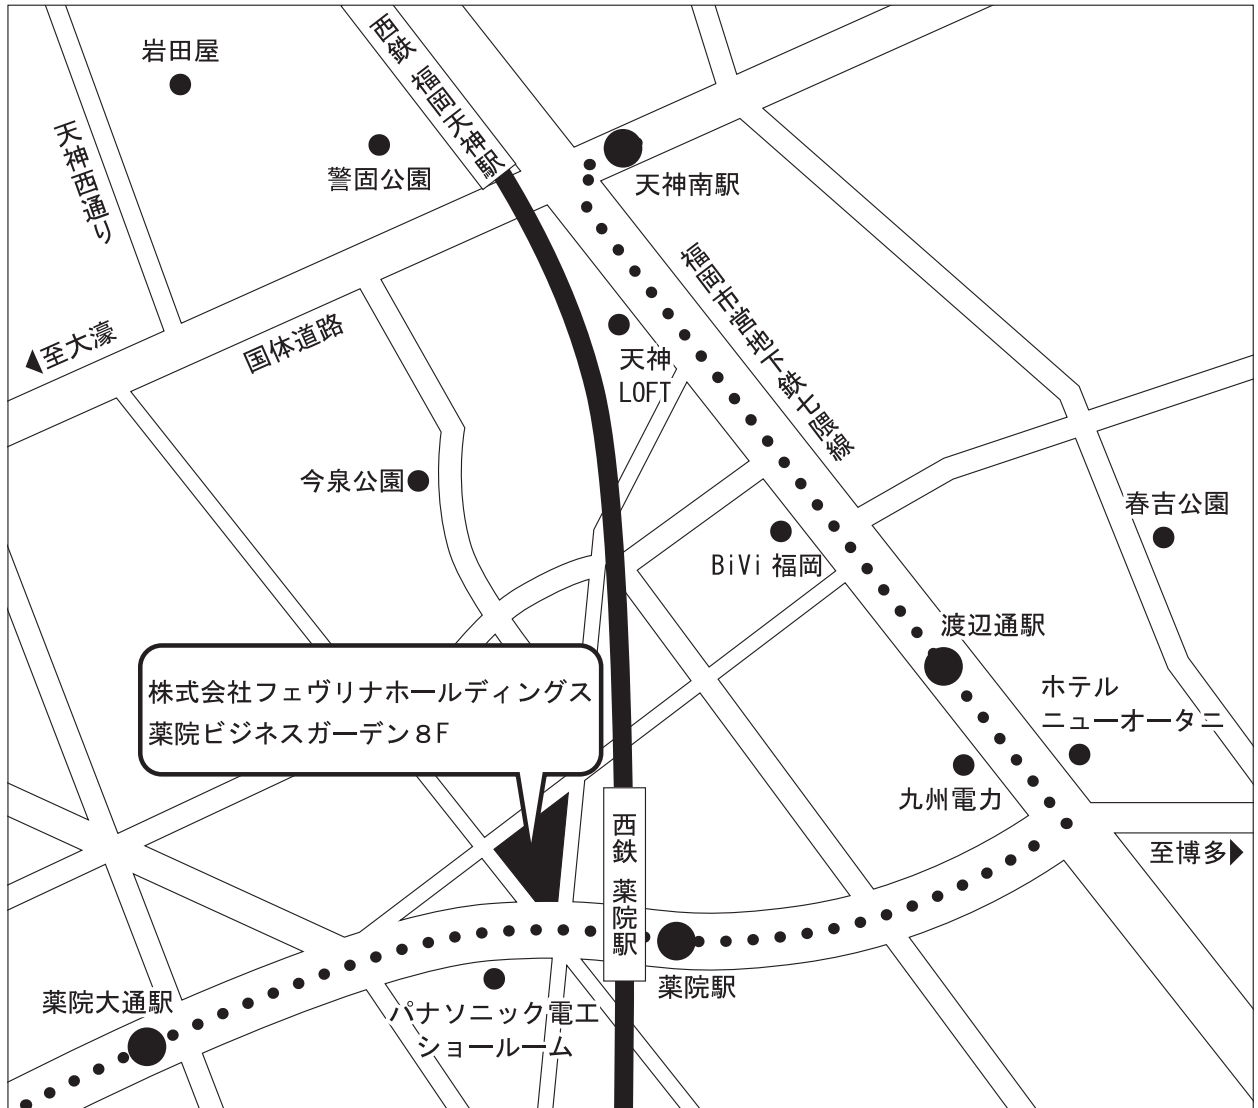 岩田屋
西鉄 福岡天神駅
天神西通り
警固公園
天神南駅
福岡市営地下鉄七隈線
◀至大濠
国体道路
天神
LOFT
今泉公園
春吉公園
BiVi 福岡
渡辺通駅
株式会社フェヴリナホールディングス
薬院ビジネスガーデン８F
ホテル
ニューオータニ
九州電力
西鉄 薬院駅
至博多▶
薬院大通駅
薬院駅
パナソニック電工
ショールーム